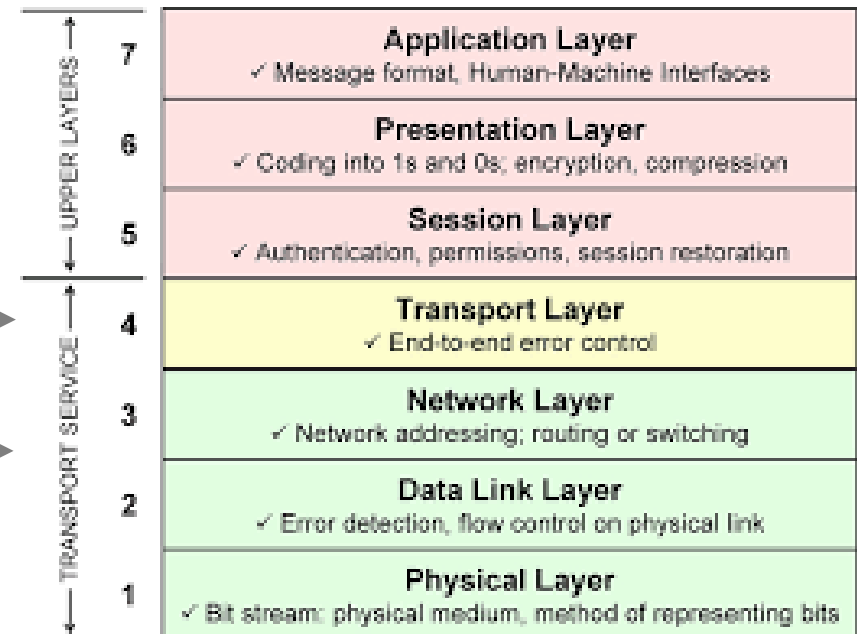 UPPER LAYERS
7
Application Layer
✓ Message format, Human-Machine Interfaces
6
Presentation Layer
✓ Coding into 1s and 0s; encryption, compression
5
Session Layer
✓ Authentication, permissions, session restoration
TRANSPORT SERVICE
4
Transport Layer
✓ End-to-end error control
3
Network Layer
✓ Network addressing; routing or switching
2
Data Link Layer
✓ Error detection, flow control on physical link
1
Physical Layer
✓ Bit stream: physical medium, method of representing bits